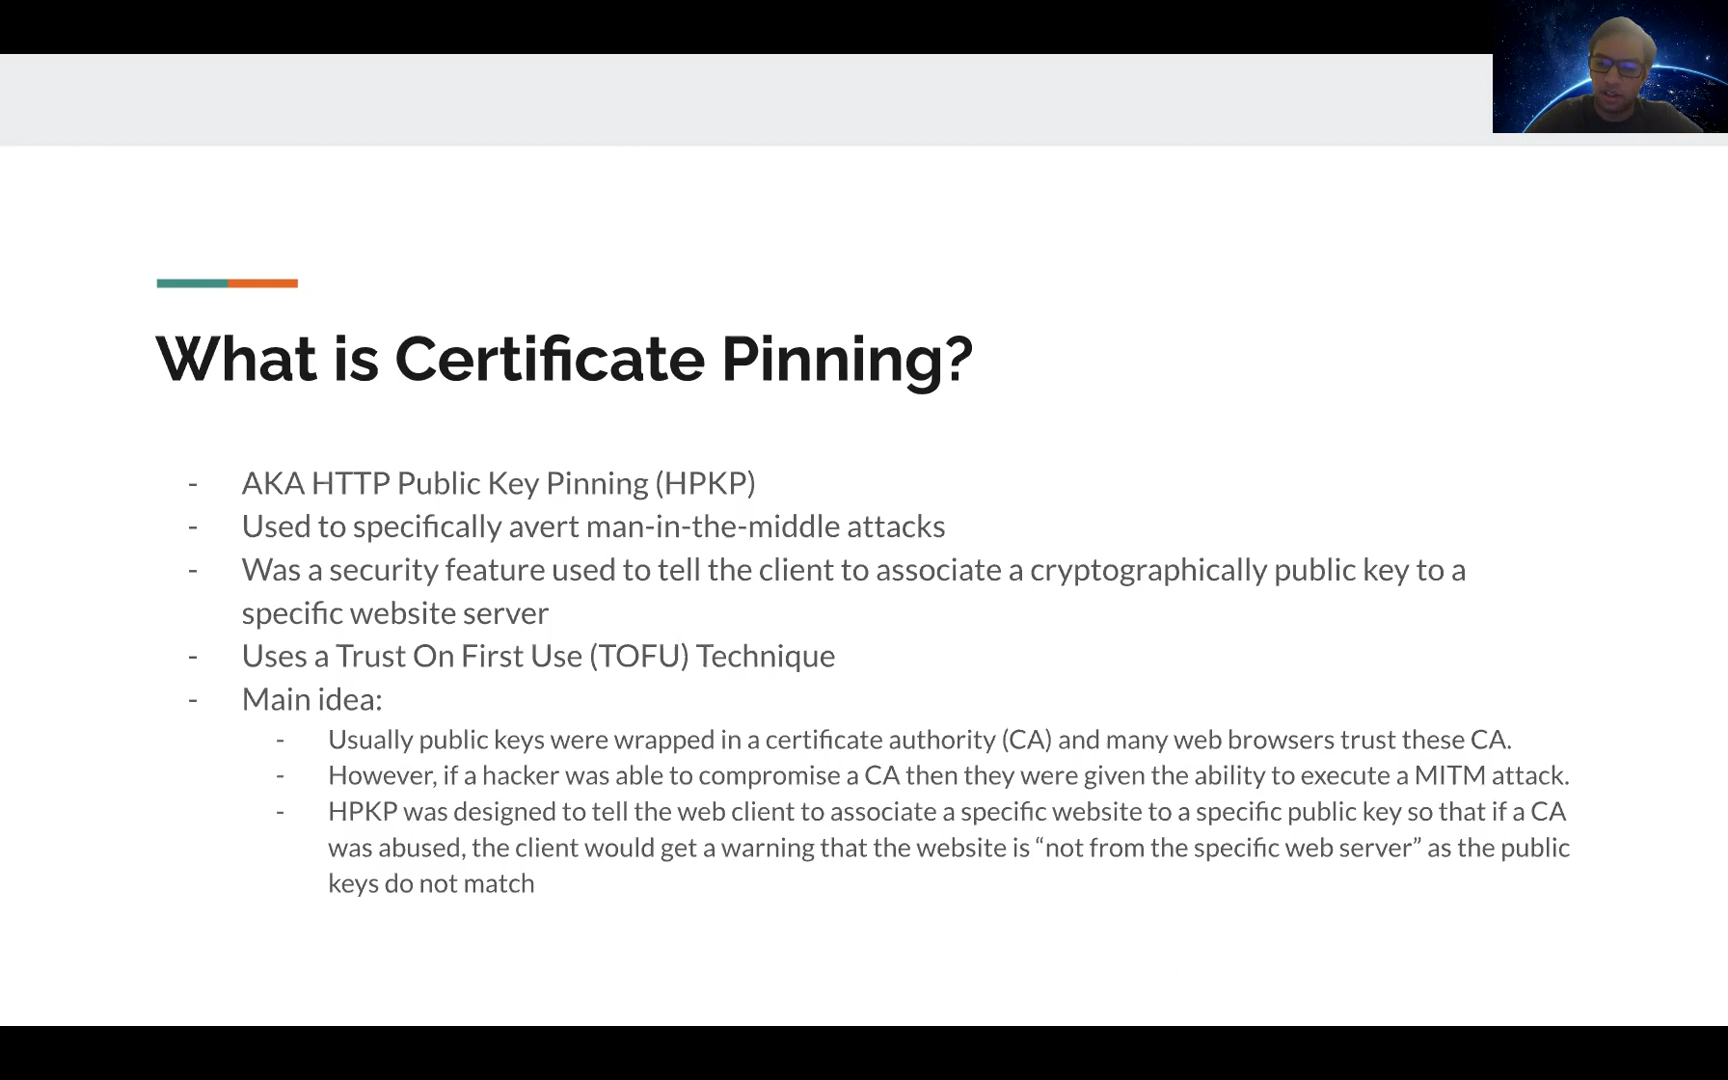 What is Certificate Pinning?
- AKA HTTP Public Key Pinning (HPKP)
- Used to specifically avert man-in-the-middle attacks
- Was a security feature used to tell the client to associate a cryptographically public key to a
specific website server
- Uses a Trust On First Use (TOFU) Technique
- Main idea:
- Usually public keys were wrapped in a certificate authority (CA) and many web browsers trust these CA.
- However, if a hacker was able to compromise a CA then they were given the ability to execute a MITM attack.
- HPKP was designed to tell the web client to associate a specific website to a specific public key so that if a CA
was abused, the client would get a warning that the website is “not from the specific web server” as the public
keys do not match